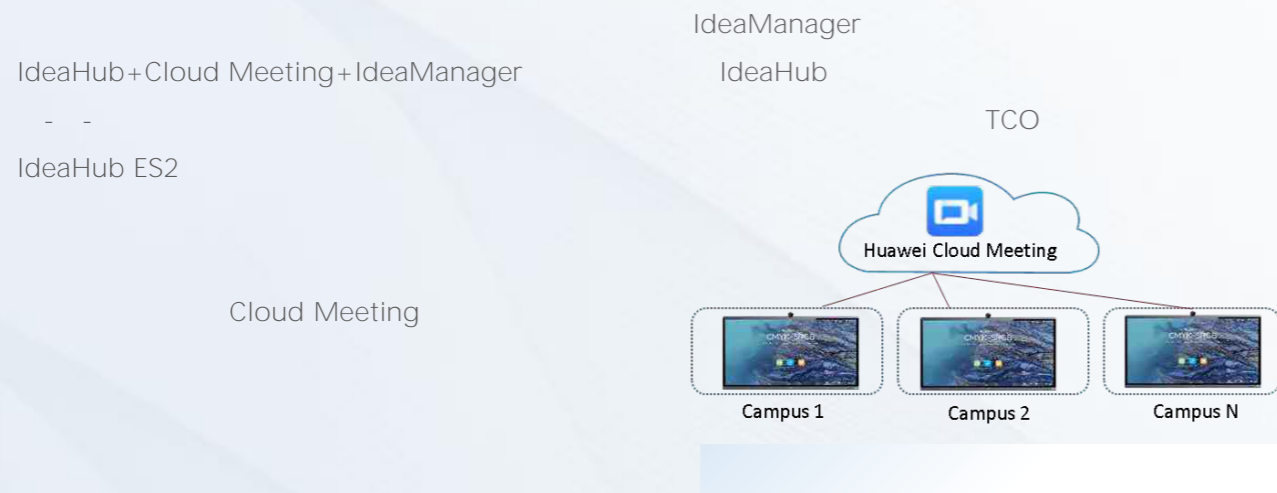 IdeaHub+Cloud Meeting+IdeaManager
- -
IdeaHub ES2
Cloud Meeting
IdeaManager
IdeaHub
TCO
Huawei Cloud Meeting
Campus 1
Campus 2
Campus N